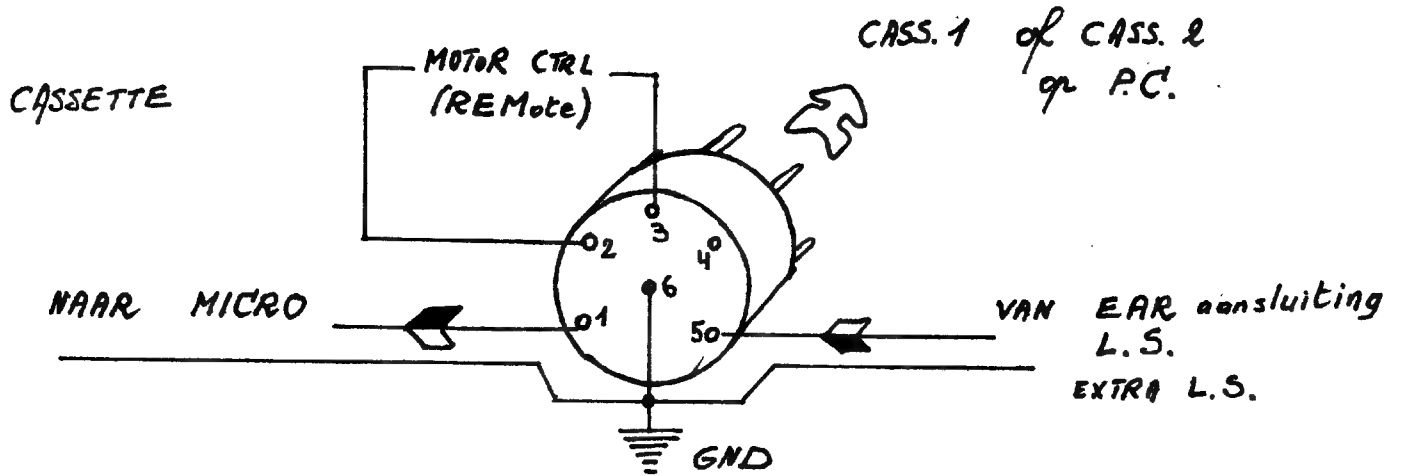 CASSETTE
MOTOR CTRL
(REMote)
CASS. 1 of CASS. 2
op P.C.
3
2
4
6
1
5
NAAR MICRO
VAN EAR aansluiting
L.S.
EXTRA L.S.
GND